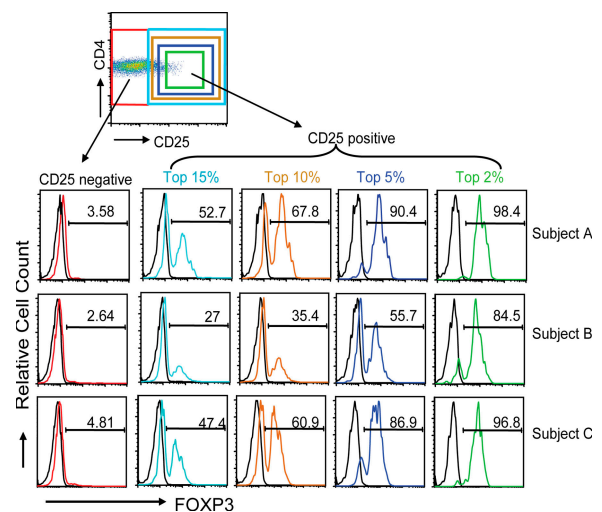 CD4
CD25
CD25 positive
CD25 negative
Top 15%
Top 10%
Top 5%
Top 2%
3.58
52.7
67.8
90.4
98.4
Subject A
2.64
27
35.4
55.7
84.5
Subject B
4.81
47.4
60.9
86.9
96.8
Subject C
Relative Cell Count
FOXP3